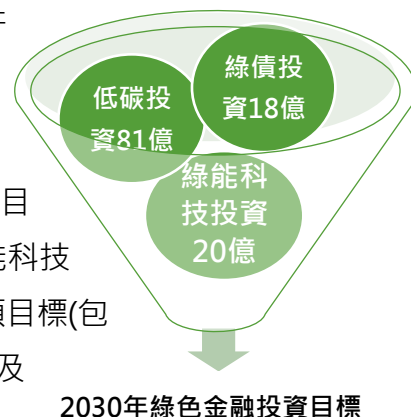 綠債投
資18億
低碳投
資81億
綠能科
技投資
20億
目
能科技
項目標(包
及
2030年綠色金融投資目標